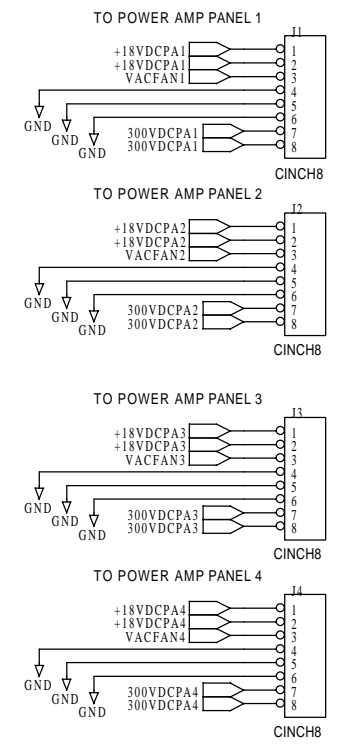 TO POWER AMP PANEL 1
J1
+18VDCPA1 1
+18VDCPA1 2
VACFAN1 3
4
5
6
GND GND GND
300VDCPA1 7
300VDCPA1 8
CINCH8
TO POWER AMP PANEL 2
J2
+18VDCPA2 1
+18VDCPA2 2
VACFAN2 3
4
5
6
GND GND GND
300VDCPA2 7
300VDCPA2 8
CINCH8
TO POWER AMP PANEL 3
J3
+18VDCPA3 1
+18VDCPA3 2
VACFAN3 3
4
5
6
GND GND GND
300VDCPA3 7
300VDCPA3 8
CINCH8
TO POWER AMP PANEL 4
J4
+18VDCPA4 1
+18VDCPA4 2
VACFAN4 3
4
5
6
GND GND GND
300VDCPA4 7
300VDCPA4 8
CINCH8